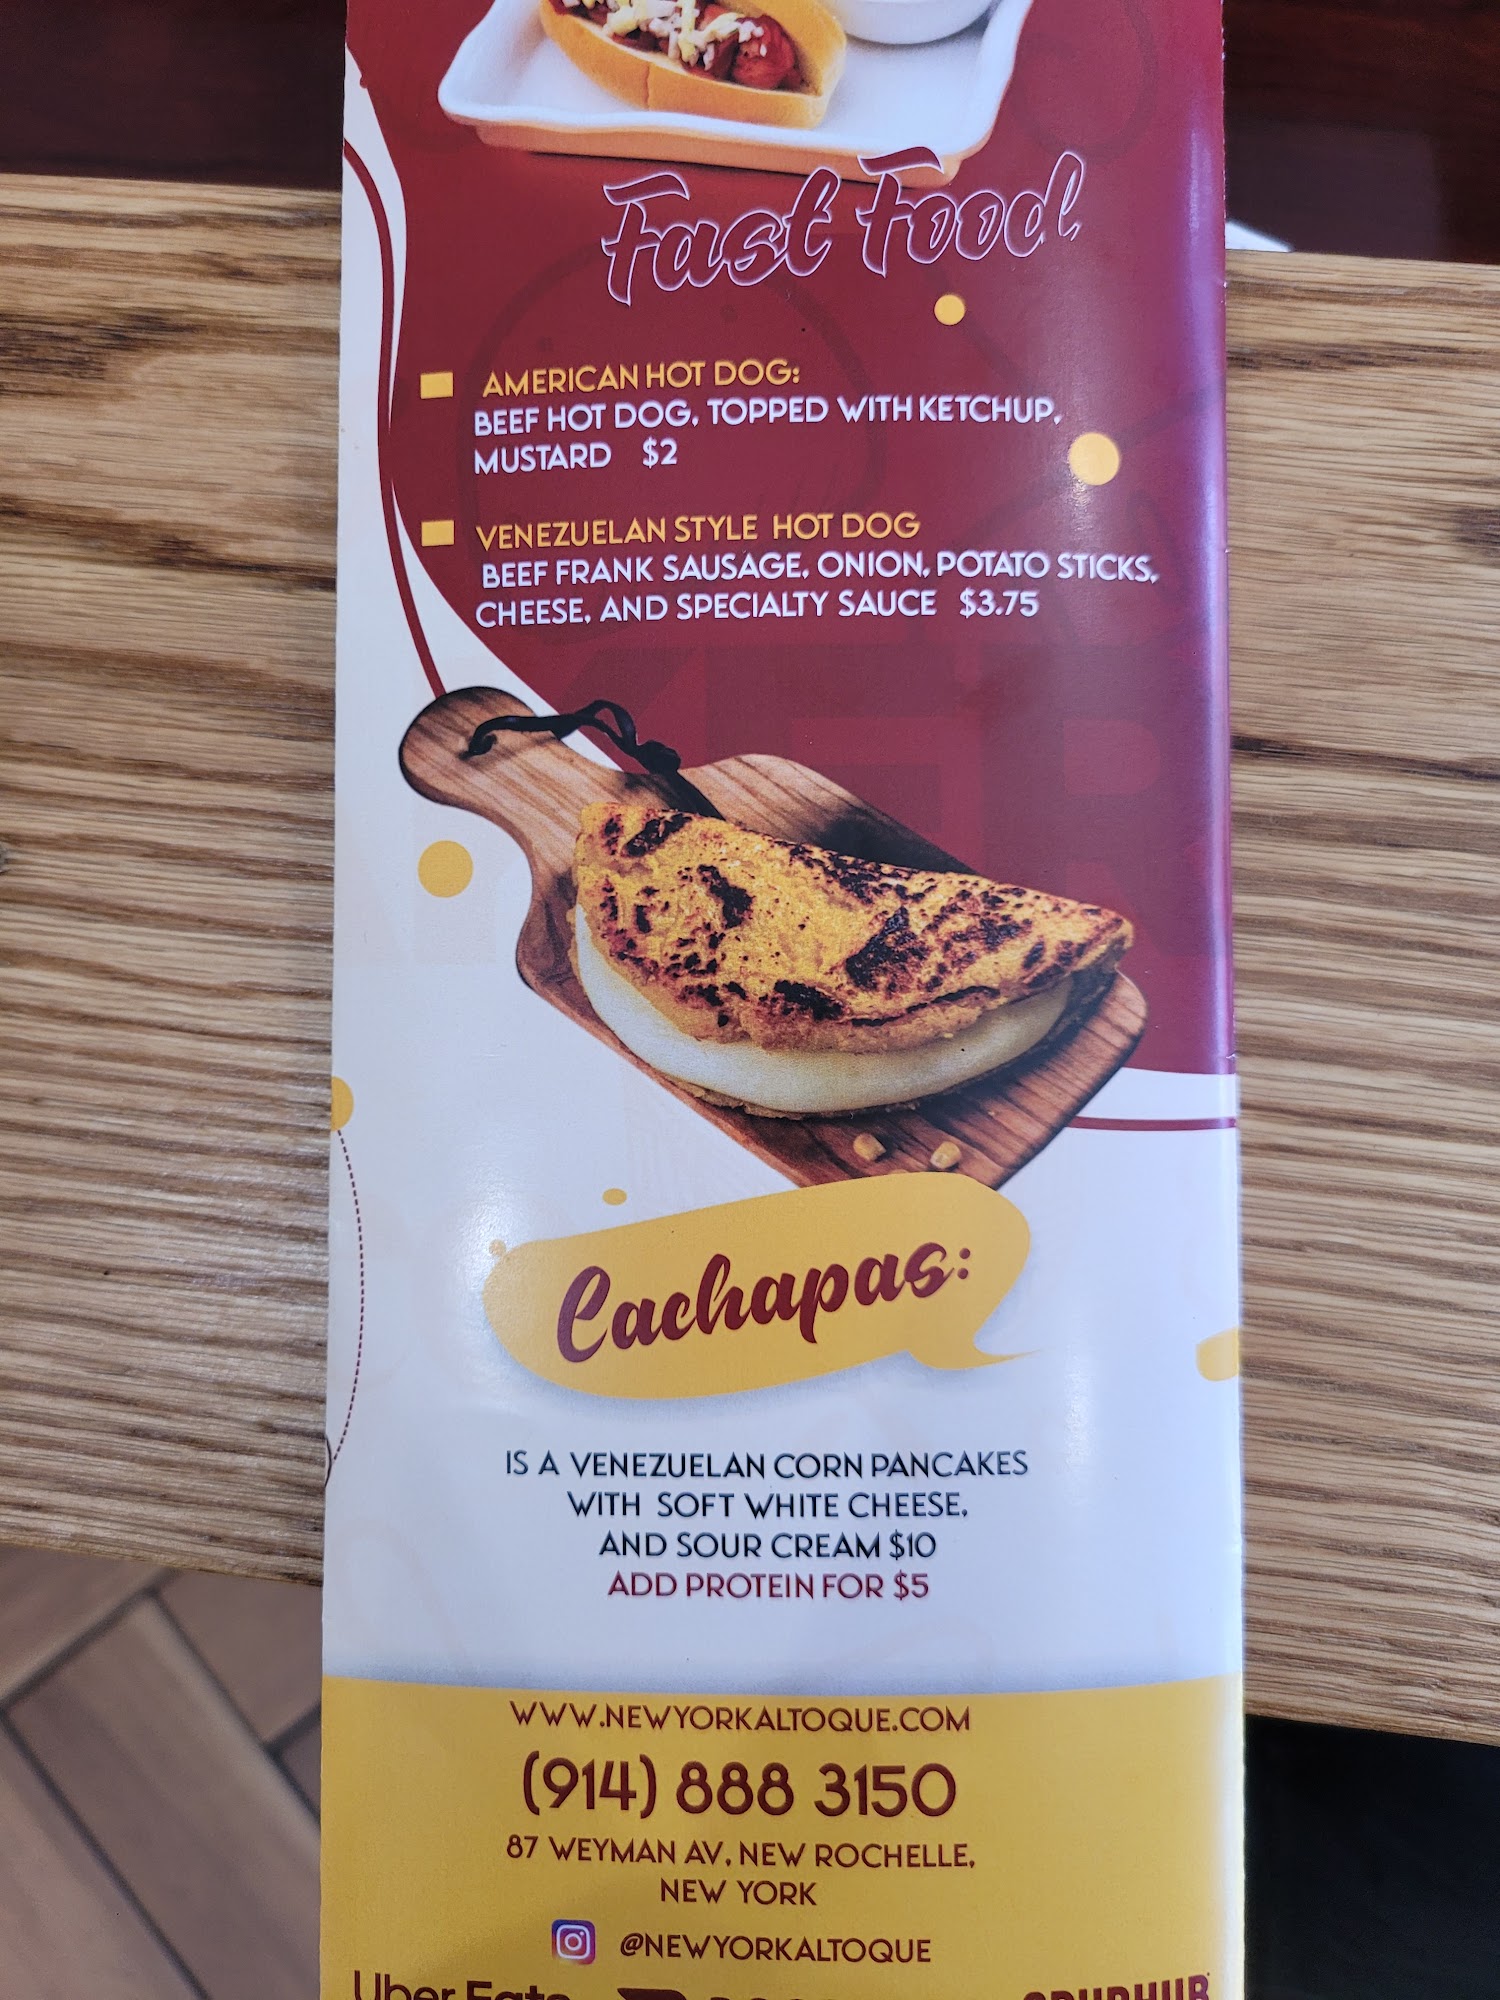 Fast Food
AMERICAN HOT DOG:
BEEF HOT DOG, TOPPED WITH KETCHUP,
MUSTARD $2
VENEZUELAN STYLE HOT DOG
BEEF FRANK SAUSAGE, ONION, POTATO STICKS,
CHEESE, AND SPECIALTY SAUCE $3.75
Cachapas:
IS A VENEZUELAN CORN PANCAKES
WITH SOFT WHITE CHEESE,
AND SOUR CREAM $10
ADD PROTEIN FOR $5
WWW.NEWYORKALTOQUE.COM
(914) 888 3150
87 WEYMAN AV, NEW ROCHELLE,
NEW YORK
@NEWYORKALTOQUE
Uber Eats GRUBHUB